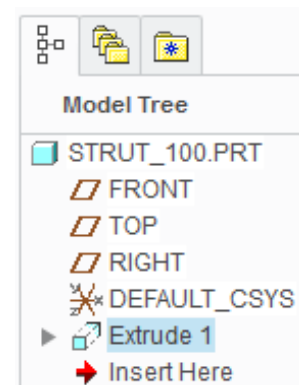 Model Tree
STRUT_100.PRT
FRONT
TOP
RIGHT
DEFAULT_CSYS
Extrude 1
Insert Here